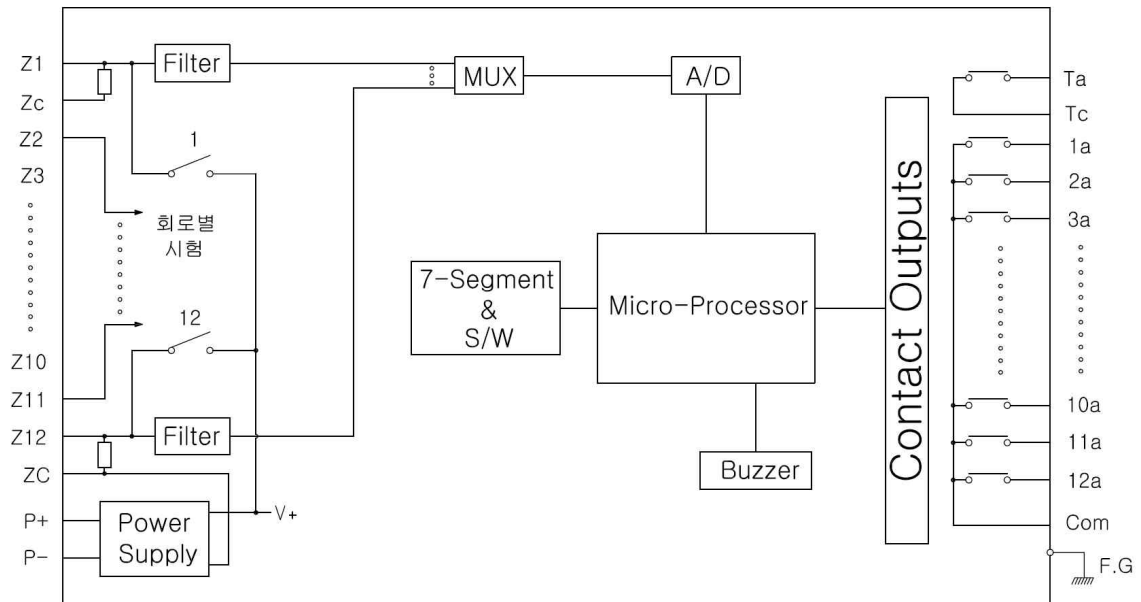 Z1
Zc
Z2
Z3
Z10
Z11
Z12
ZC
P+
P-
Filter
1
회로별
시험
12
Filter
Power
Supply
V+
MUX
A/D
7-Segment
&
S/W
Micro-Processor
Buzzer
Contact Outputs
Ta
Tc
1a
2a
3a
10a
11a
12a
Com
F.G